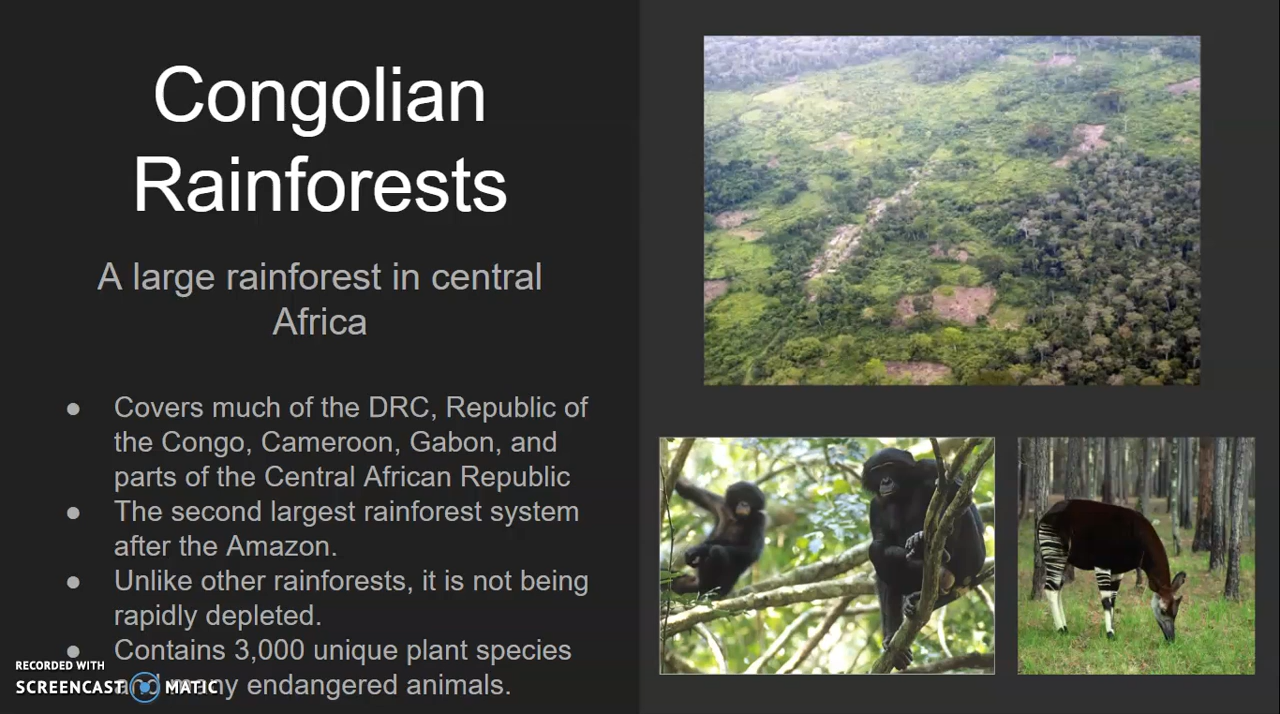 Congolian
Rainforests
A large rainforest in central
Africa
● Covers much of the DRC, Republic of
the Congo, Cameroon, Gabon, and
parts of the Central African Republic
● The second largest rainforest system
after the Amazon.
● Unlike other rainforests, it is not being
rapidly depleted.
● Contains 3,000 unique plant species
and many endangered animals.
RECORDED WITH
SCREENCAST MATIC